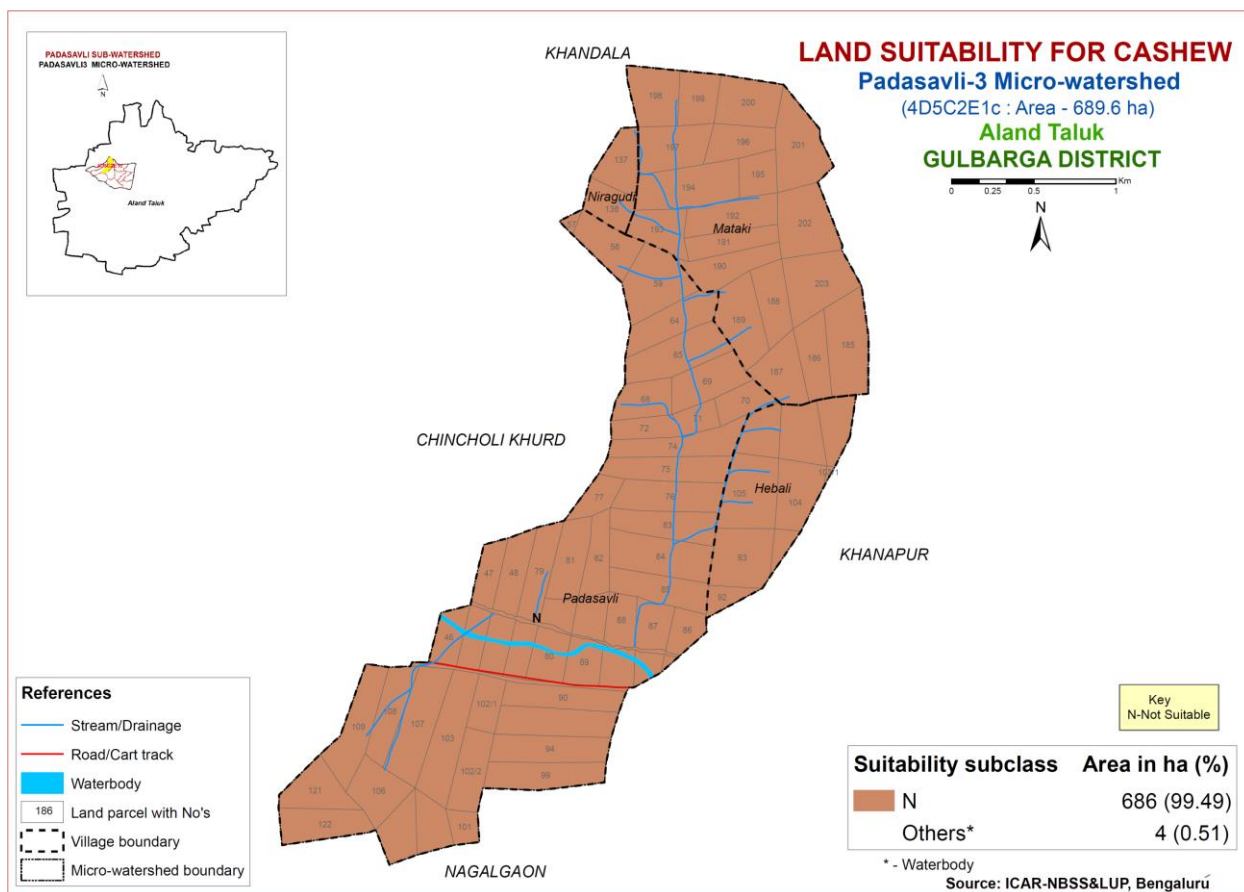 PADASAVLI SUB-WATERSHED
PADASAVLI3 MICRO-WATERSHED
N
Aland Taluk
LAND SUITABILITY FOR CASHEW
Padasavli-3 Micro-watershed
(4D5C2E1c : Area - 689.6 ha)
Aland Taluk
GULBARGA DISTRICT
0 0.25 0.5 1 Km
N
KHANDALA
198 198 200
197 196 201
137
195
194
Niragudi
138 192
193 Mataki 202
191
58
190
59 203
188
64 189
185
65 186
187
69
68 70
71
72
CHINCHOLI KHURD
74
75
76 105 Hebali
77 104
83
KHANAPUR
84 93
47 48 79 81 82
85 92
Padasavli
N 88 87 86
46
80 89
90
102/1
109 108 107
103
94
102/2 99
121 106
122 101
NAGALGAON
References
Stream/Drainage
Road/Cart track
Waterbody
186 Land parcel with No's
Village boundary
Micro-watershed boundary
Key
N-Not Suitable
Suitability subclass Area in ha (%)
N 686 (99.49)
Others* 4 (0.51)
* - Waterbody
Source: ICAR-NBSS&LUP, Bengaluru